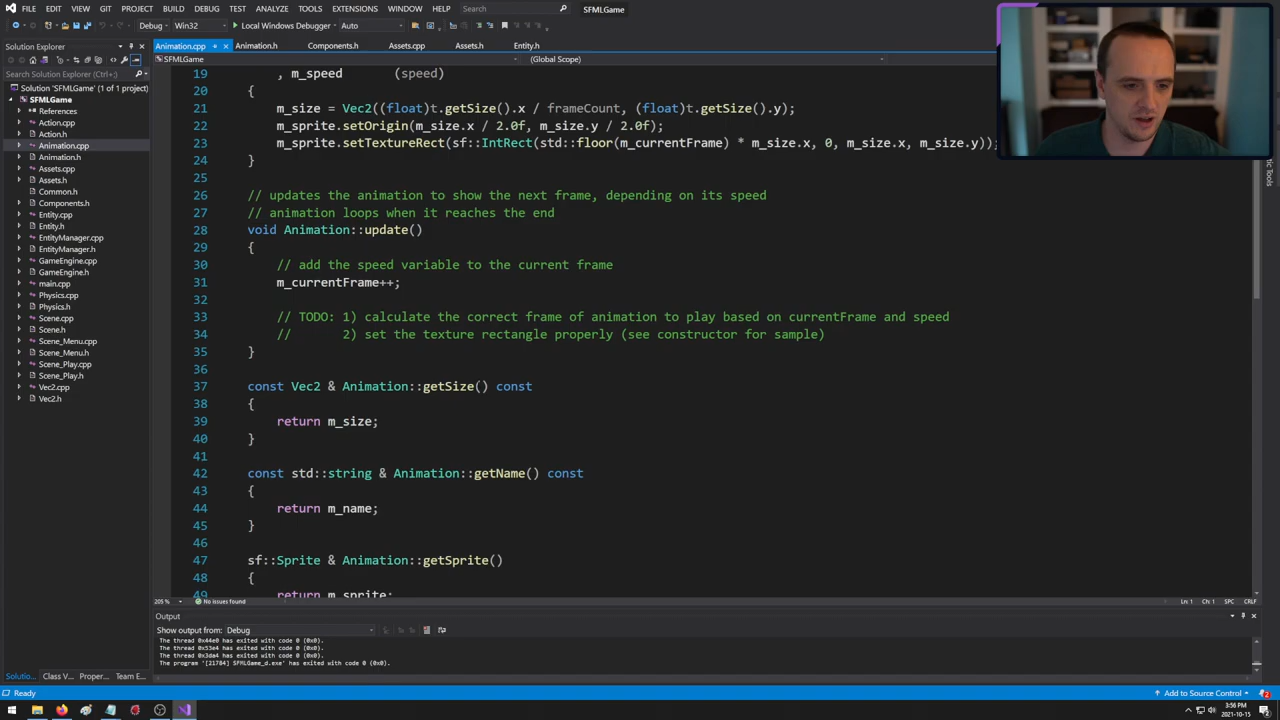 FILE EDIT VIEW GIT PROJECT BUILD DEBUG TEST ANALYZE TOOLS EXTENSIONS WINDOW HELP Search SFMLGame
Debug Win32 Local Windows Debugger Auto
Solution Explorer
Search Solution Explorer (Ctrl+;)
Solution 'SFMLGame' (1 of 1 project)
SFMLGame
References
Action.cpp
Action.h
Animation.cpp
Animation.h
Assets.cpp
Assets.h
Common.h
Components.h
Entity.cpp
Entity.h
EntityManager.cpp
EntityManager.h
GameEngine.cpp
GameEngine.h
main.cpp
Physics.cpp
Physics.h
Scene.cpp
Scene.h
Scene_Menu.cpp
Scene_Menu.h
Scene_Play.cpp
Scene_Play.h
Vec2.cpp
Vec2.h
Solutio... Class V... Proper... Team E...
Animation.cpp Animation.h Components.h Assets.cpp Assets.h Entity.h
SFMLGame (Global Scope)
19 , m_speed (speed)
20 {
21 m_size = Vec2((float)t.getSize().x / frameCount, (float)t.getSize().y);
22 m_sprite.setOrigin(m_size.x / 2.0f, m_size.y / 2.0f);
23 m_sprite.setTextureRect(sf::IntRect(std::floor(m_currentFrame) * m_size.x, 0, m_size.x, m_size.y));
24 }
25
26 // updates the animation to show the next frame, depending on its speed
27 // animation loops when it reaches the end
28 void Animation::update()
29 {
30 // add the speed variable to the current frame
31 m_currentFrame++;
32
33 // TODO: 1) calculate the correct frame of animation to play based on currentFrame and speed
34 // 2) set the texture rectangle properly (see constructor for sample)
35 }
36
37 const Vec2 & Animation::getSize() const
38 {
39 return m_size;
40 }
41
42 const std::string & Animation::getName() const
43 {
44 return m_name;
45 }
46
47 sf::Sprite & Animation::getSprite()
48 {
49 return m_sprite;
205 % No issues found Ln: 1 Ch: 1 SPC CRLF
Output
Show output from: Debug
The thread 0x44e0 has exited with code 0 (0x0).
The thread 0x53e4 has exited with code 0 (0x0).
The thread 0x3da4 has exited with code 0 (0x0).
The program '[21784] SFMLGame_d.exe' has exited with code 0 (0x0).
Ready Add to Source Control 2
3:56 PM
2021-10-15